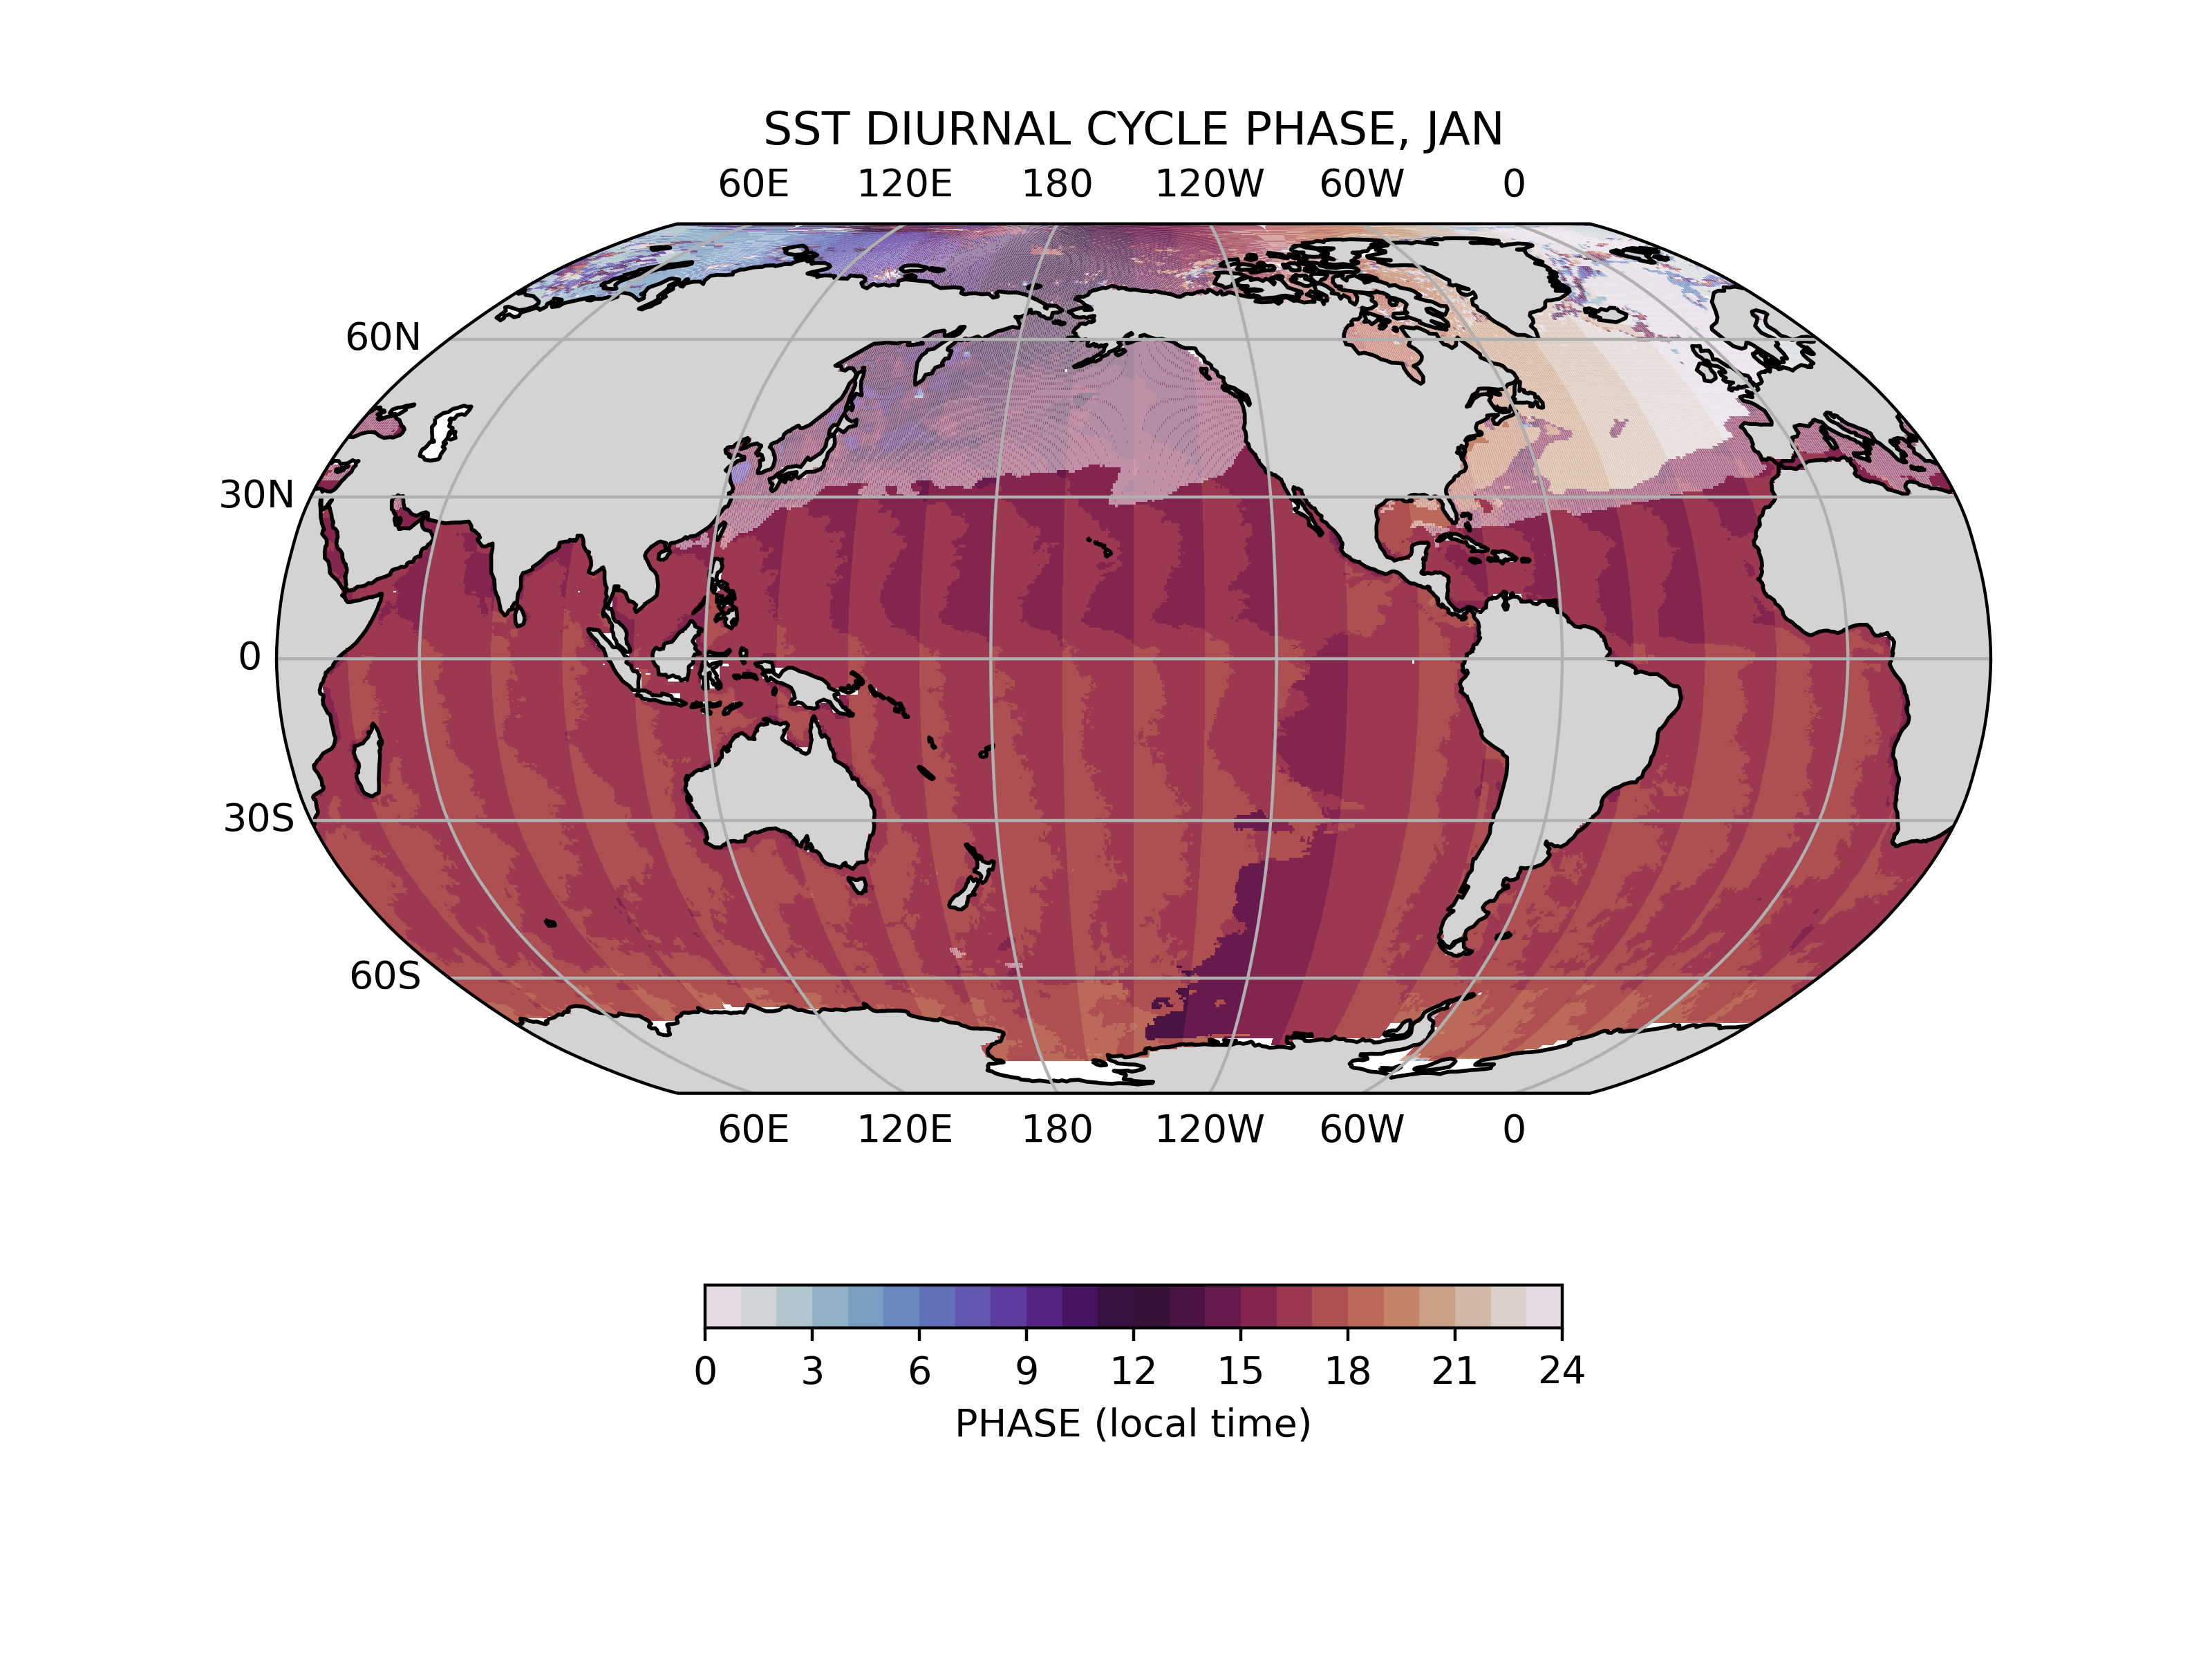 SST DIURNAL CYCLE PHASE, JAN
60E 120E 180 120W 60W 0
60N
30N
0
30S
60S
60E 120E 180 120W 60W 0
0 3 6 9 12 15 18 21 24
PHASE (local time)